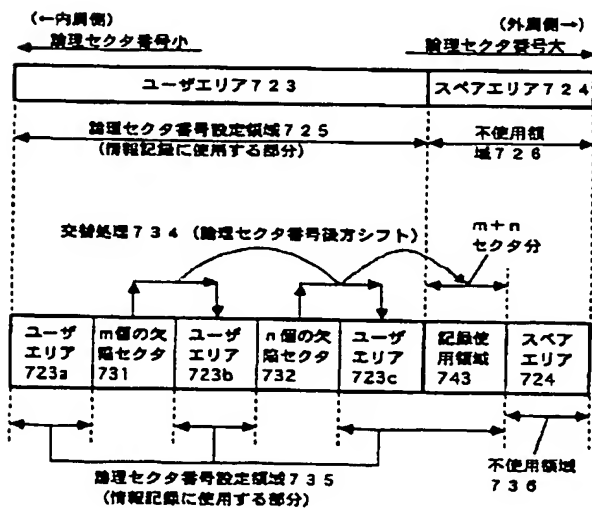 (←内周側)
論理セクタ番号小
(外周側→)
論理セクタ番号大
ユーザエリア723
スペアエリア724
論理セクタ番号設定領域725
(情報記録に使用する部分)
不使用領
域726
交替処理734 (論理セクタ番号後方シフト)
m+n
セクタ分
ユーザ
エリア
723a
m個の欠
陥セクタ
731
ユーザ
エリア
723b
n個の欠
陥セクタ
732
ユーザ
エリア
723c
記録使
用領域
743
スペア
エリア
724
論理セクタ番号設定領域735
(情報記録に使用する部分)
不使用領域
736